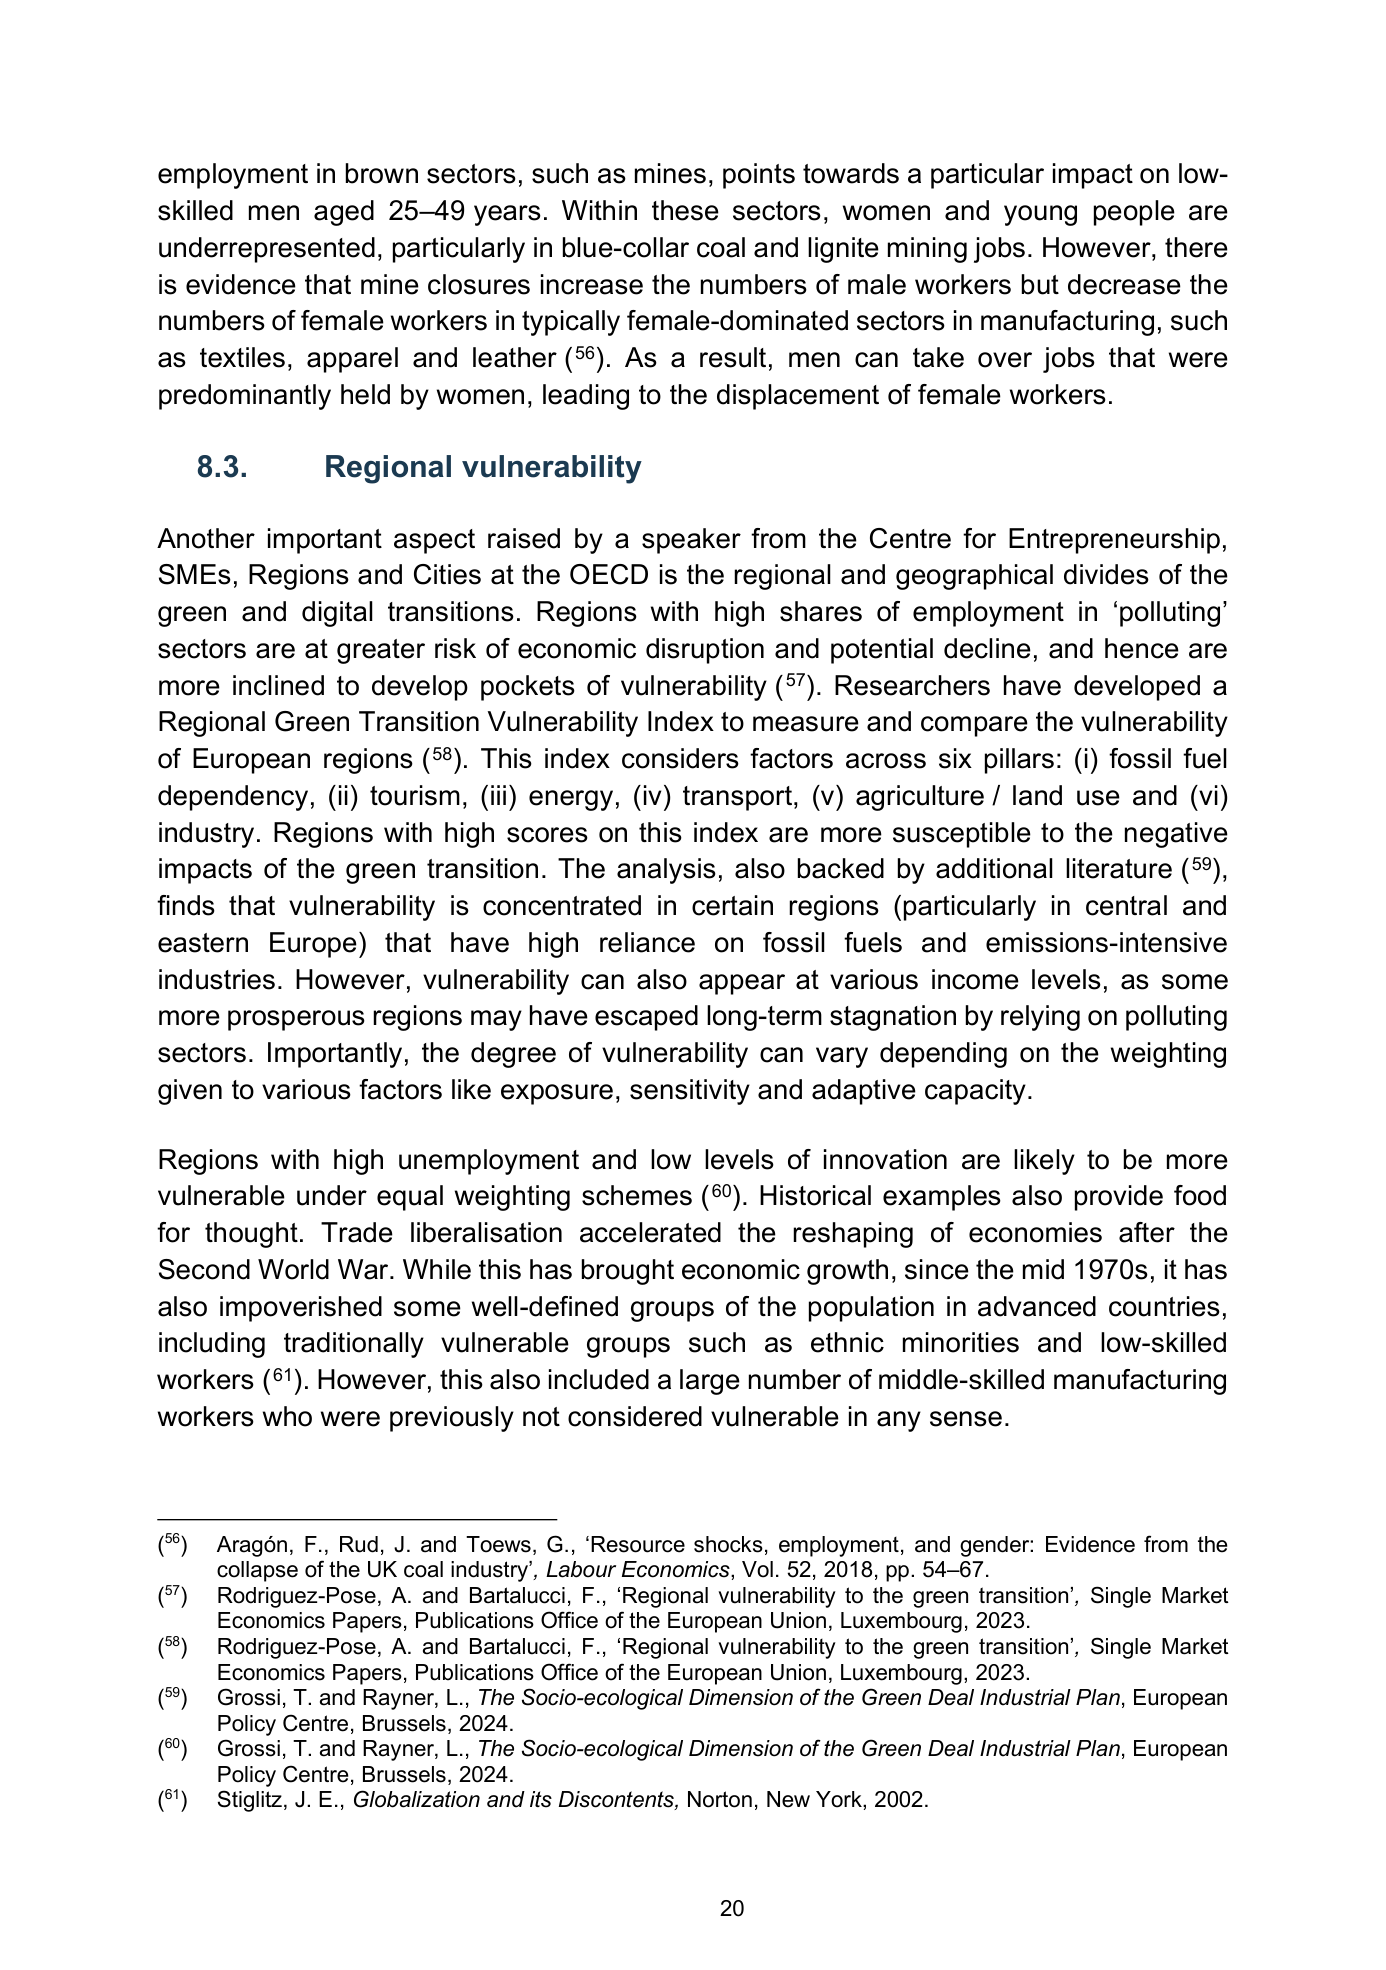 employment in brown sectors, such as mines, points towards a particular impact on low-
skilled men aged 25–49 years. Within these sectors, women and young people are
underrepresented, particularly in blue-collar coal and lignite mining jobs. However, there
is evidence that mine closures increase the numbers of male workers but decrease the
numbers of female workers in typically female-dominated sectors in manufacturing, such
as textiles, apparel and leather (56). As a result, men can take over jobs that were
predominantly held by women, leading to the displacement of female workers.
8.3. Regional vulnerability
Another important aspect raised by a speaker from the Centre for Entrepreneurship,
SMEs, Regions and Cities at the OECD is the regional and geographical divides of the
green and digital transitions. Regions with high shares of employment in ‘polluting’
sectors are at greater risk of economic disruption and potential decline, and hence are
more inclined to develop pockets of vulnerability (57). Researchers have developed a
Regional Green Transition Vulnerability Index to measure and compare the vulnerability
of European regions (58). This index considers factors across six pillars: (i) fossil fuel
dependency, (ii) tourism, (iii) energy, (iv) transport, (v) agriculture / land use and (vi)
industry. Regions with high scores on this index are more susceptible to the negative
impacts of the green transition. The analysis, also backed by additional literature (59),
finds that vulnerability is concentrated in certain regions (particularly in central and
eastern Europe) that have high reliance on fossil fuels and emissions-intensive
industries. However, vulnerability can also appear at various income levels, as some
more prosperous regions may have escaped long-term stagnation by relying on polluting
sectors. Importantly, the degree of vulnerability can vary depending on the weighting
given to various factors like exposure, sensitivity and adaptive capacity.
Regions with high unemployment and low levels of innovation are likely to be more
vulnerable under equal weighting schemes (60). Historical examples also provide food
for thought. Trade liberalisation accelerated the reshaping of economies after the
Second World War. While this has brought economic growth, since the mid 1970s, it has
also impoverished some well-defined groups of the population in advanced countries,
including traditionally vulnerable groups such as ethnic minorities and low-skilled
workers (61). However, this also included a large number of middle-skilled manufacturing
workers who were previously not considered vulnerable in any sense.
(56) Aragón, F., Rud, J. and Toews, G., ‘Resource shocks, employment, and gender: Evidence from the
collapse of the UK coal industry’, Labour Economics, Vol. 52, 2018, pp. 54–67.
(57) Rodriguez-Pose, A. and Bartalucci, F., ‘Regional vulnerability to the green transition’, Single Market
Economics Papers, Publications Office of the European Union, Luxembourg, 2023.
(58) Rodriguez-Pose, A. and Bartalucci, F., ‘Regional vulnerability to the green transition’, Single Market
Economics Papers, Publications Office of the European Union, Luxembourg, 2023.
(59) Grossi, T. and Rayner, L., The Socio-ecological Dimension of the Green Deal Industrial Plan, European
Policy Centre, Brussels, 2024.
(60) Grossi, T. and Rayner, L., The Socio-ecological Dimension of the Green Deal Industrial Plan, European
Policy Centre, Brussels, 2024.
(61) Stiglitz, J. E., Globalization and its Discontents, Norton, New York, 2002.
20